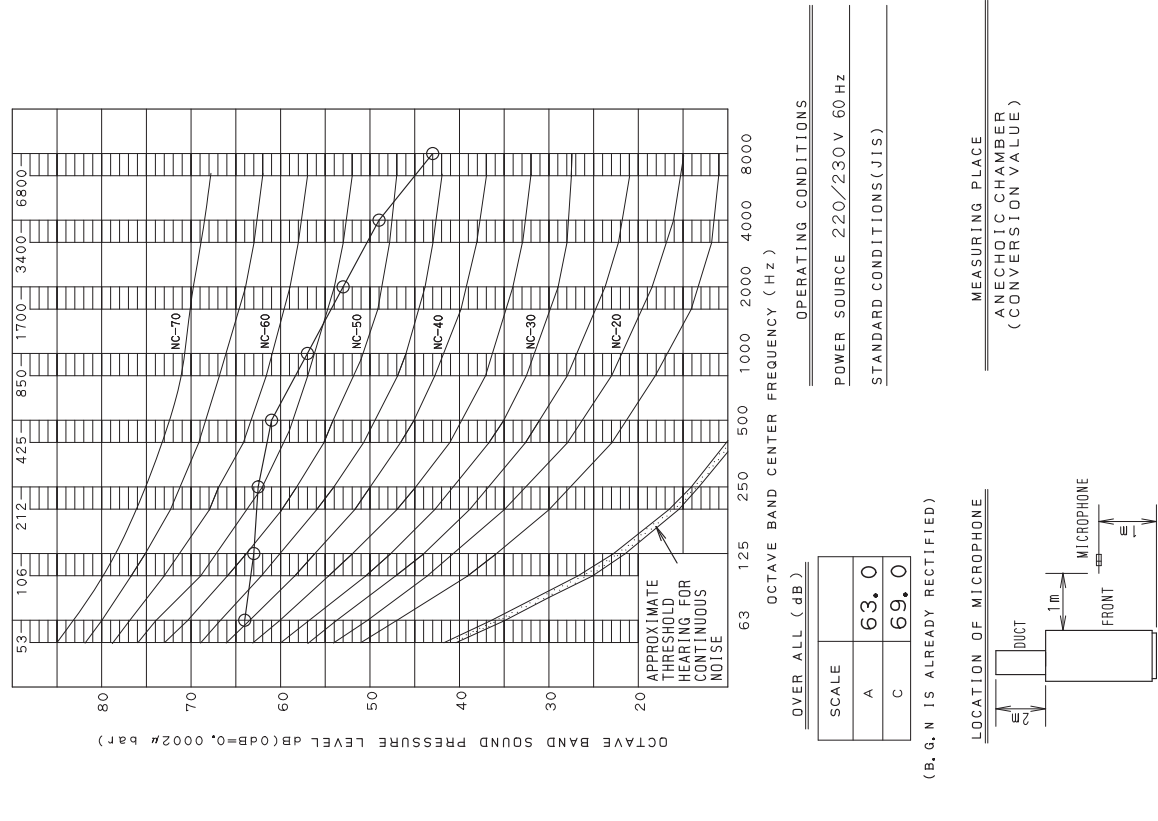 53 106 212 425 850 1700 3400 6800
80
70
60
50
40
30
20
OCTAVE BAND SOUND PRESSURE LEVEL dB(0dB=0.0002μ bar)
NC-70
NC-60
NC-50
NC-40
NC-30
NC-20
APPROXIMATE
THRESHOLD
HEARING FOR
CONTINUOUS
NOISE
63 125 250 500 1000 2000 4000 8000
OCTAVE BAND CENTER FREQUENCY (Hz)
OVER ALL (dB)
SCALE
A 63.0
C 69.0
(B.G.N IS ALREADY RECTIFIED)
OPERATING CONDITIONS
POWER SOURCE 220/230V 60Hz
STANDARD CONDITIONS(JIS)
LOCATION OF MICROPHONE
DUCT
2m
1m
MICROPHONE
FRONT
1m
MEASURING PLACE
ANECHOIC CHAMBER
(CONVERSION VALUE)